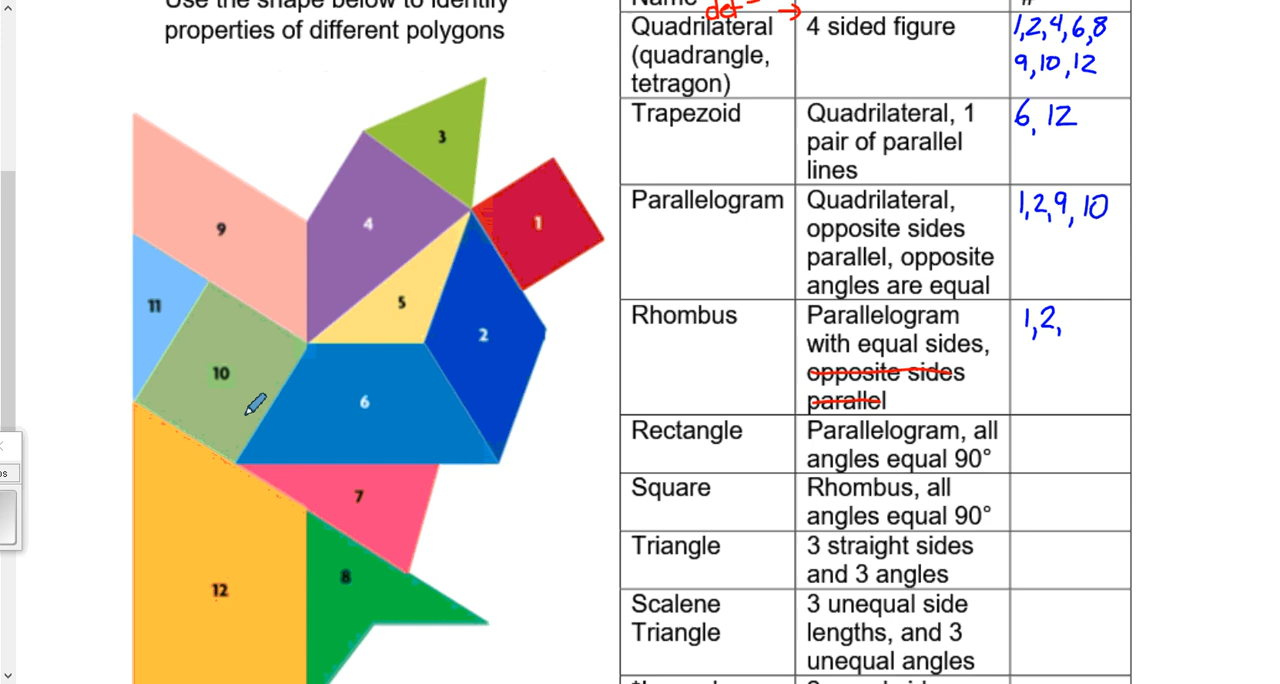 Use the shape below to identify
properties of different polygons
3
4
1
9
5
11
2
10
6
7
8
12
Name
def
#
Quadrilateral
(quadrangle,
tetragon)
4 sided figure
1,2,4,6,8
9,10,12
Trapezoid
Quadrilateral, 1
pair of parallel
lines
6, 12
Parallelogram
Quadrilateral,
opposite sides
parallel, opposite
angles are equal
1,2,9,10
Rhombus
Parallelogram
with equal sides,
opposite sides
parallel
1,2,
Rectangle
Parallelogram, all
angles equal 90°
Square
Rhombus, all
angles equal 90°
Triangle
3 straight sides
and 3 angles
Scalene
Triangle
3 unequal side
lengths, and 3
unequal angles